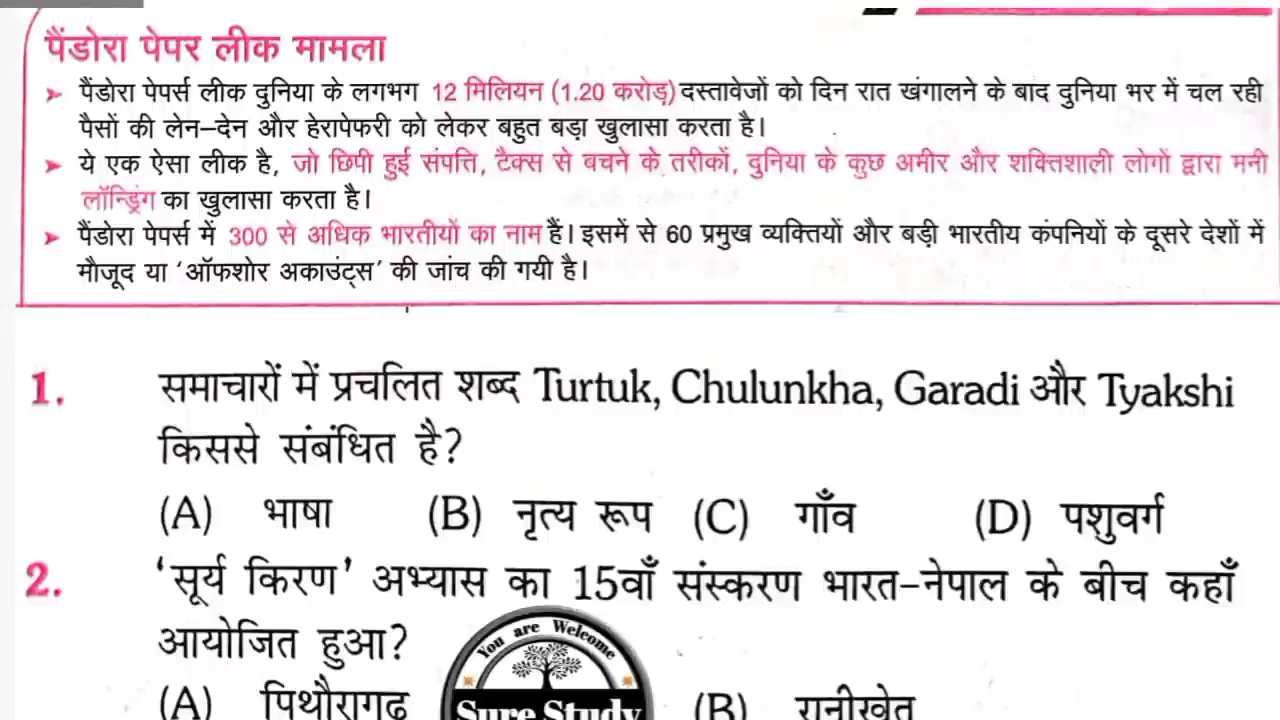 पैंडोरा पेपर लीक मामला
➤ पैंडोरा पेपर्स लीक दुनिया के लगभग 12 मिलियन (1.20 करोड़) दस्तावेजों को दिन रात खंगालने के बाद दुनिया भर में चल रही
पैसों की लेन–देन और हेरापेफरी को लेकर बहुत बड़ा खुलासा करता है।
➤ ये एक ऐसा लीक है, जो छिपी हुई संपत्ति, टैक्स से बचने के तरीकों, दुनिया के कुछ अमीर और शक्तिशाली लोगों द्वारा मनी
लॉन्ड्रिंग का खुलासा करता है।
➤ पैंडोरा पेपर्स में 300 से अधिक भारतीयों का नाम हैं। इसमें से 60 प्रमुख व्यक्तियों और बड़ी भारतीय कंपनियों के दूसरे देशों में
मौजूद या ‘ऑफशोर अकाउंट्स’ की जांच की गयी है।
1. समाचारों में प्रचलित शब्द Turtuk, Chulunkha, Garadi और Tyakshi
किससे संबंधित है?
(A) भाषा (B) नृत्य रूप (C) गाँव (D) पशुवर्ग
2. ‘सूर्य किरण’ अभ्यास का 15वाँ संस्करण भारत–नेपाल के बीच कहाँ
आयोजित हुआ?
You are Welcome
(A) पिथौरागढ़ (B) रानीखेत
Sure Study